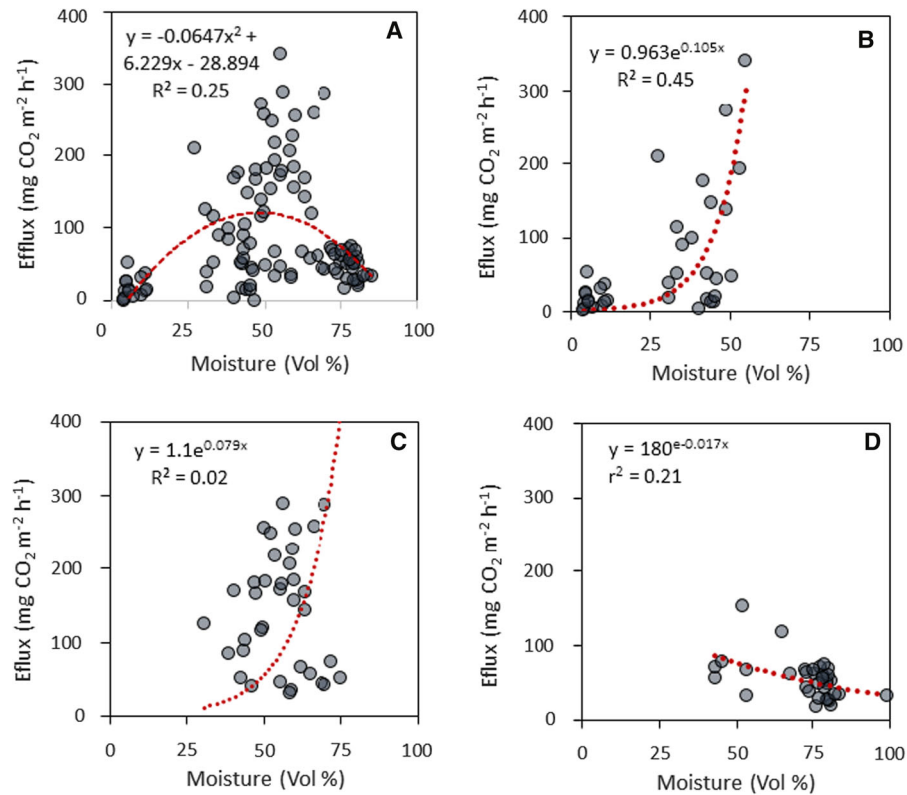 A
y = -0.0647x² +
6.229x - 28.894
R² = 0.25
Efflux (mg CO₂ m⁻² h⁻¹)
400
300
200
100
0
0 25 50 75 100
Moisture (Vol %)
B
y = 0.963e^0.105x
R² = 0.45
Eflux (mg CO₂ m⁻² h⁻¹)
400
300
200
100
0
0 25 50 75 100
Moisture (Vol %)
C
y = 1.1e^0.079x
R² = 0.02
Eflux (mg CO₂ m⁻² h⁻¹)
400
300
200
100
0
0 25 50 75 100
Moisture (Vol %)
D
y = 180^e-0.017x
r² = 0.21
Eflux (mg CO₂ m⁻² h⁻¹)
400
300
200
100
0
0 25 50 75 100
Moisture (Vol %)